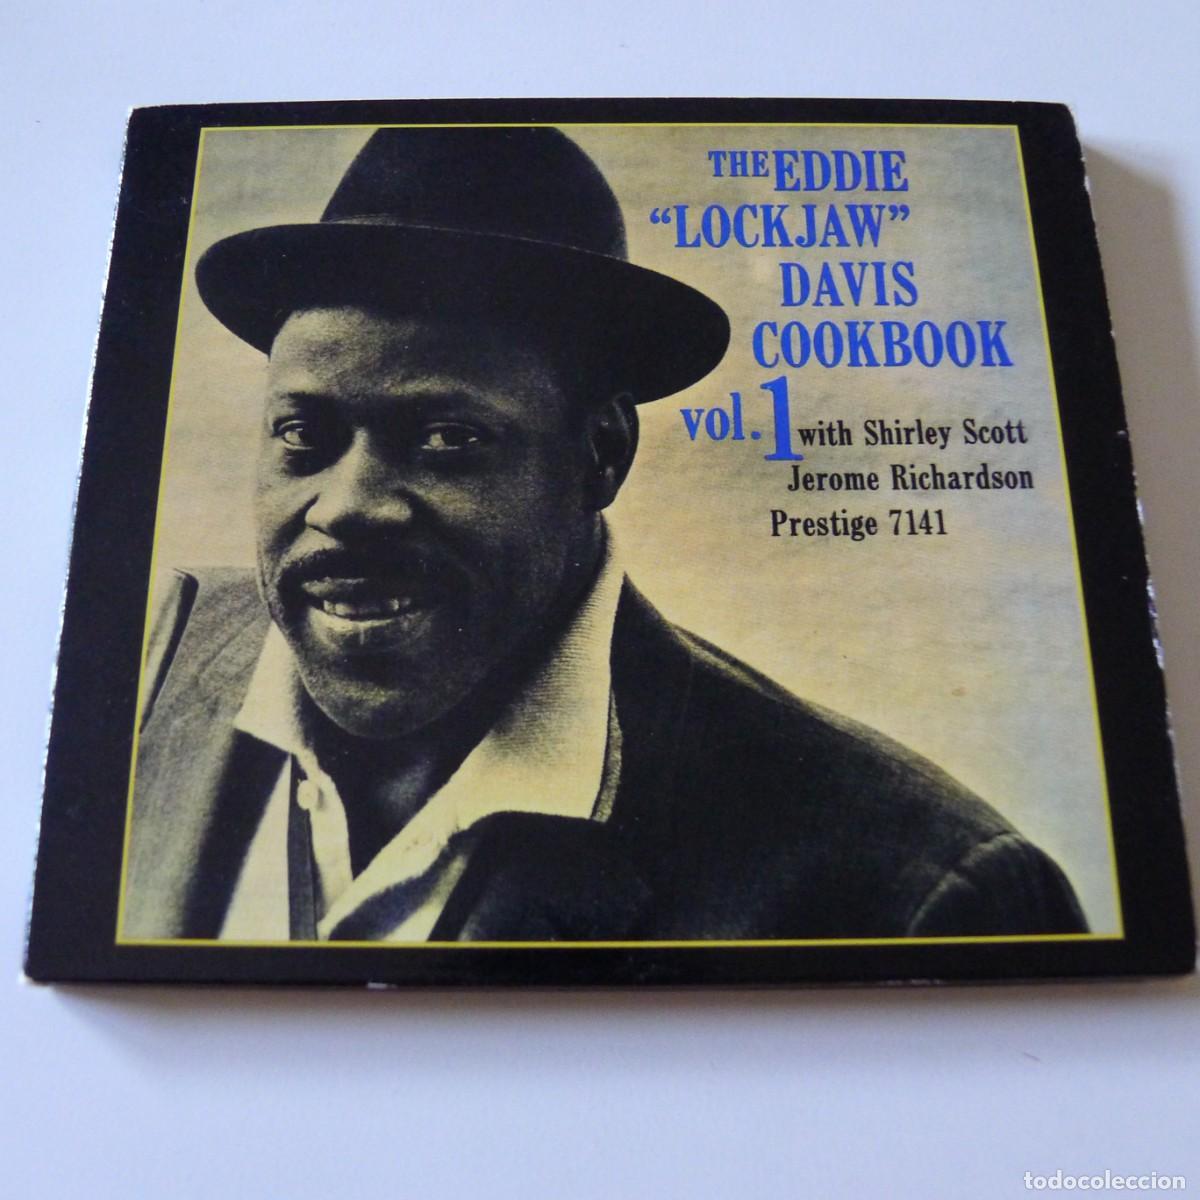 THE EDDIE
“LOCKJAW”
DAVIS
COOKBOOK
vol. 1 with Shirley Scott
Jerome Richardson
Prestige 7141
todocoleccion